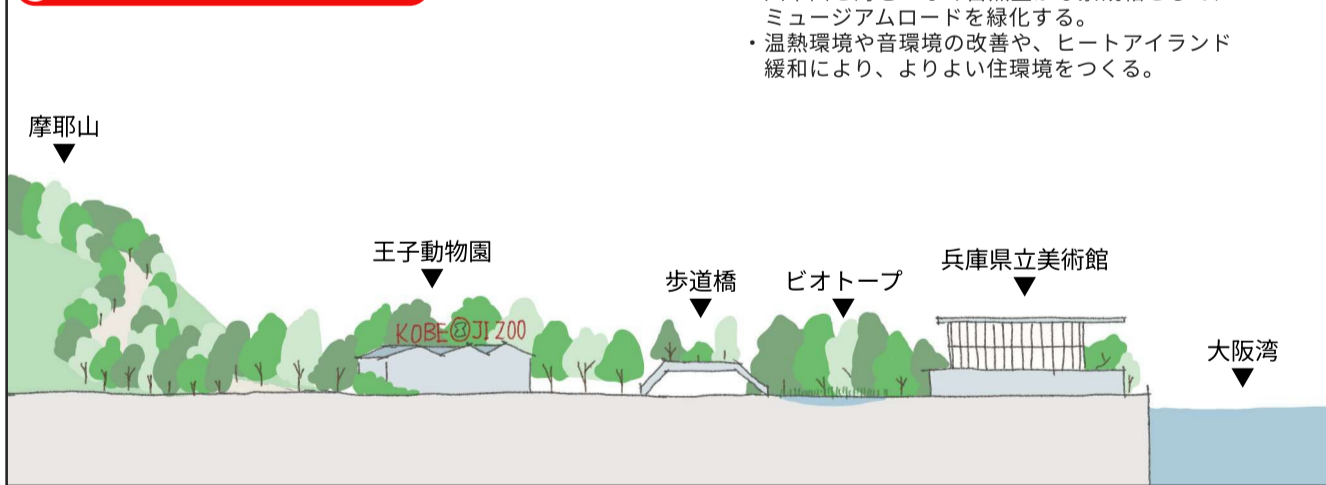 ミュージアムロードを緑化する。
・温熱環境や音環境の改善や、ヒートアイランド
緩和により、よりよい住環境をつくる。
摩耶山
王子動物園
歩道橋
ビオトープ
兵庫県立美術館
大阪湾
KOBE OJI ZOO